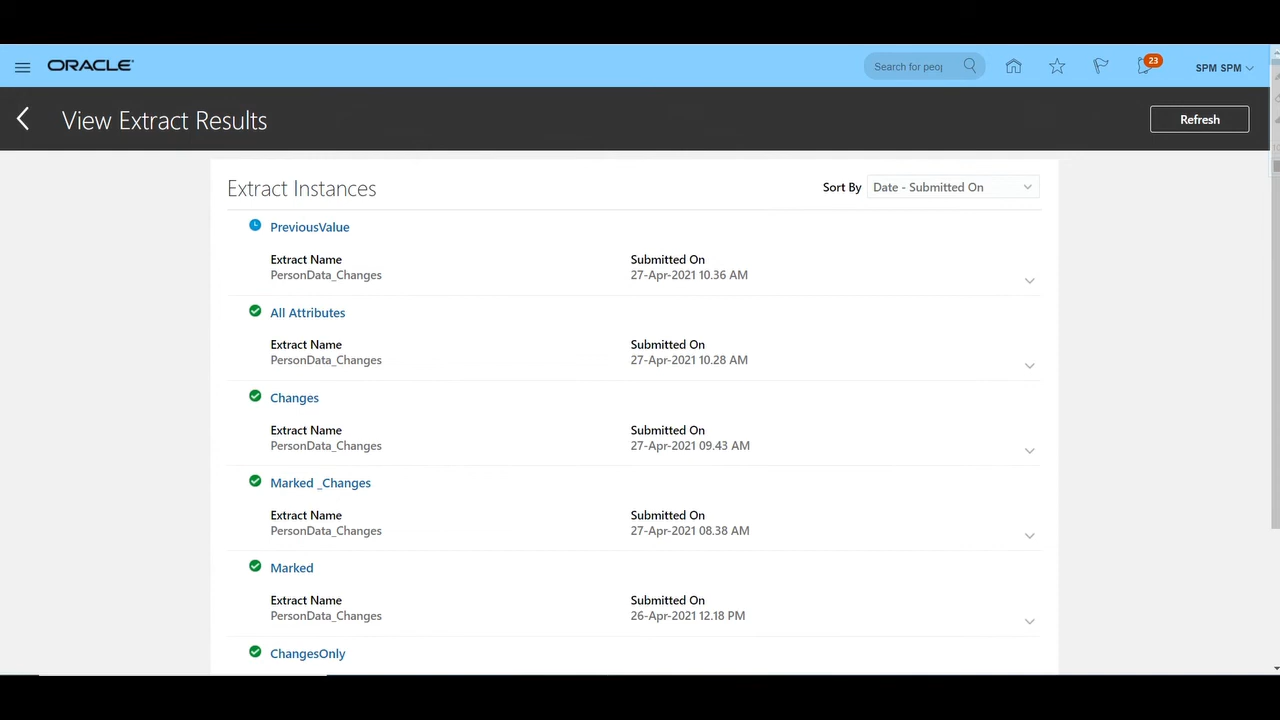 ORACLE
Search for peop
23
SPM SPM
View Extract Results
Refresh
Extract Instances
Sort By
Date - Submitted On
PreviousValue
Extract Name
Submitted On
PersonData_Changes
27-Apr-2021 10.36 AM
All Attributes
Extract Name
Submitted On
PersonData_Changes
27-Apr-2021 10.28 AM
Changes
Extract Name
Submitted On
PersonData_Changes
27-Apr-2021 09.43 AM
Marked _Changes
Extract Name
Submitted On
PersonData_Changes
27-Apr-2021 08.38 AM
Marked
Extract Name
Submitted On
PersonData_Changes
26-Apr-2021 12.18 PM
ChangesOnly